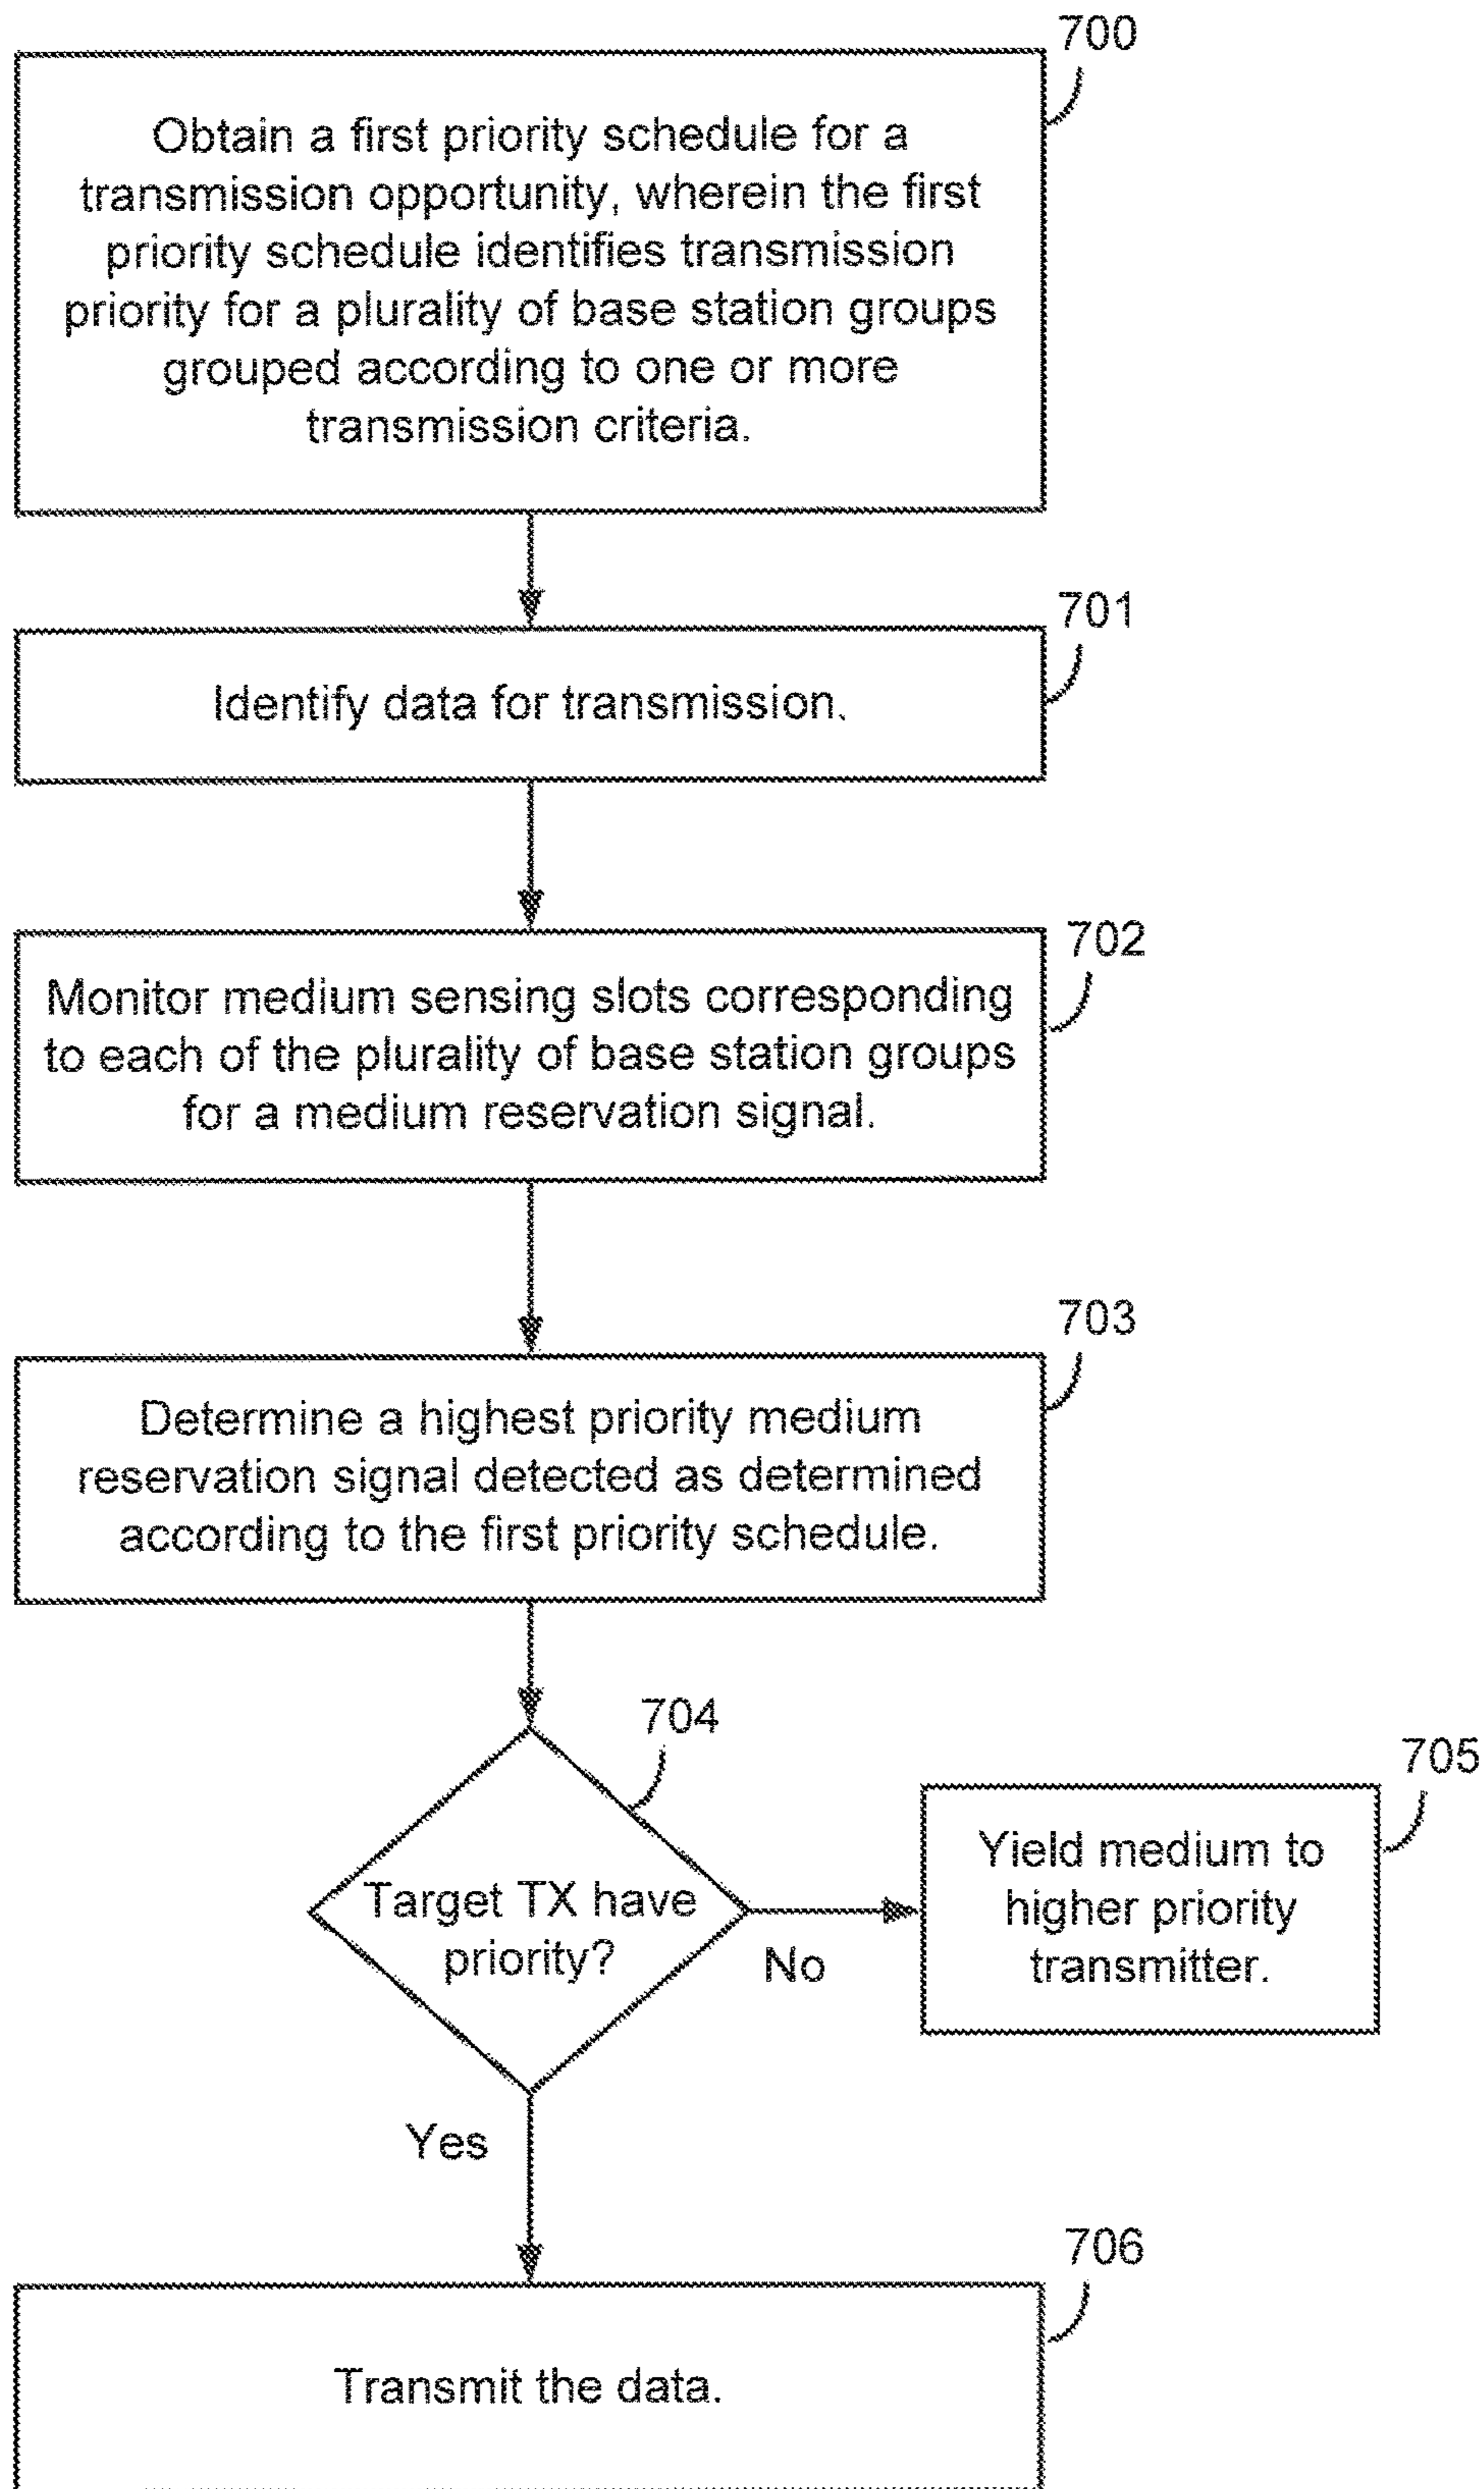 700
Obtain a first priority schedule for a
transmission opportunity, wherein the first
priority schedule identifies transmission
priority for a plurality of base station groups
grouped according to one or more
transmission criteria.
701
Identify data for transmission.
702
Monitor medium sensing slots corresponding
to each of the plurality of base station groups
for a medium reservation signal.
703
Determine a highest priority medium
reservation signal detected as determined
according to the first priority schedule.
704
Target TX have
priority?
No
705
Yield medium to
higher priority
transmitter.
Yes
706
Transmit the data.